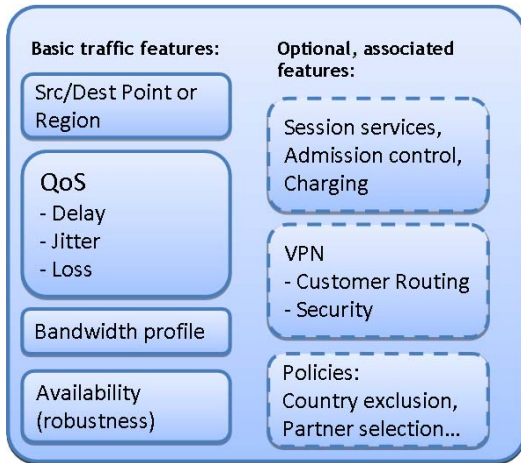 Basic traffic features:
Src/Dest Point or
Region
QoS
- Delay
- Jitter
- Loss
Bandwidth profile
Availability
(robustness)
Optional, associated
features:
Session services,
Admission control,
Charging
VPN
- Customer Routing
- Security
Policies:
Country exclusion,
Partner selection...